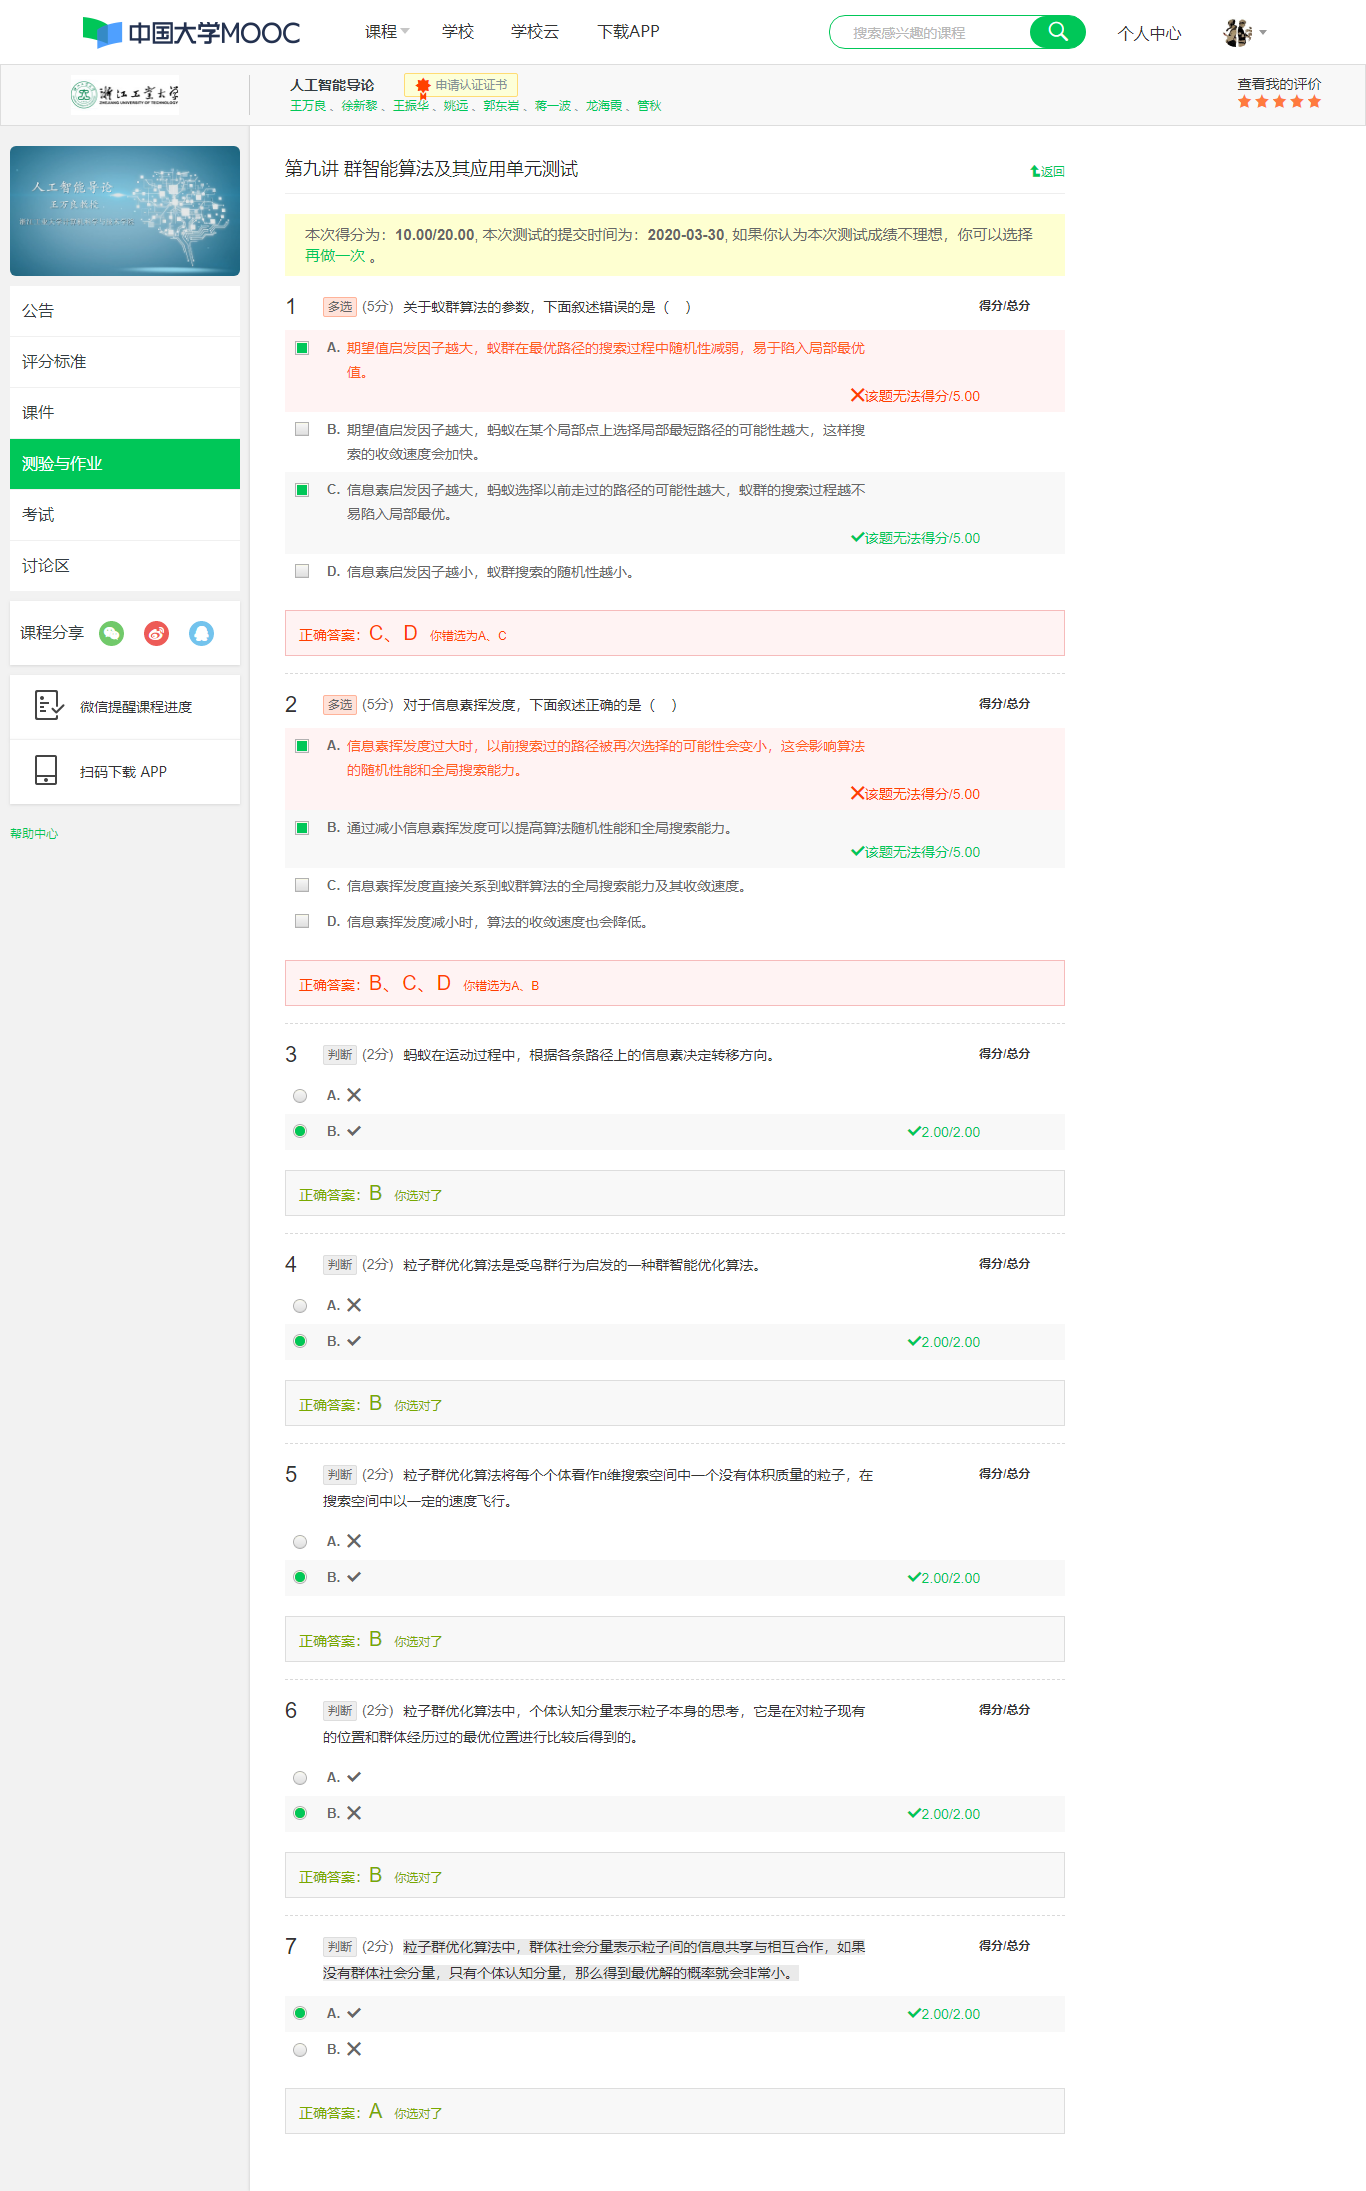 中国大学MOOC
课程 学校 学校云 下载APP
搜索感兴趣的课程
个人中心
浙江工业大学
ZHEJIANG UNIVERSITY OF TECHNOLOGY
人工智能导论 申请认证证书
王万良、徐新黎、王振华、姚远、郭东岩、蒋一波、龙海霞、管秋
查看我的评价
人工智能导论
王万良教授
公告
评分标准
课件
测验与作业
考试
讨论区
课程分享
微信提醒课程进度
扫码下载 APP
帮助中心
第九讲 群智能算法及其应用单元测试
返回
本次得分为：10.00/20.00, 本次测试的提交时间为：2020-03-30, 如果你认为本次测试成绩不理想，你可以选择
再做一次 。
1 多选 (5分) 关于蚁群算法的参数，下面叙述错误的是（　） 得分/总分
A. 期望值启发因子越大，蚁群在最优路径的搜索过程中随机性减弱，易于陷入局部最优
值。
✕该题无法得分/5.00
B. 期望值启发因子越大，蚂蚁在某个局部点上选择局部最短路径的可能性越大，这样搜
索的收敛速度会加快。
C. 信息素启发因子越大，蚂蚁选择以前走过的路径的可能性越大，蚁群的搜索过程越不
易陷入局部最优。
✔该题无法得分/5.00
D. 信息素启发因子越小，蚁群搜索的随机性越小。
正确答案：C、D 你错选为A、C
2 多选 (5分) 对于信息素挥发度，下面叙述正确的是（　） 得分/总分
A. 信息素挥发度过大时，以前搜索过的路径被再次选择的可能性会变小，这会影响算法
的随机性能和全局搜索能力。
✕该题无法得分/5.00
B. 通过减小信息素挥发度可以提高算法随机性能和全局搜索能力。
✔该题无法得分/5.00
C. 信息素挥发度直接关系到蚁群算法的全局搜索能力及其收敛速度。
D. 信息素挥发度减小时，算法的收敛速度也会降低。
正确答案：B、C、D 你错选为A、B
3 判断 (2分) 蚂蚁在运动过程中，根据各条路径上的信息素决定转移方向。 得分/总分
A. ✕
B. ✔ ✔2.00/2.00
正确答案：B 你选对了
4 判断 (2分) 粒子群优化算法是受鸟群行为启发的一种群智能优化算法。 得分/总分
A. ✕
B. ✔ ✔2.00/2.00
正确答案：B 你选对了
5 判断 (2分) 粒子群优化算法将每个个体看作n维搜索空间中一个没有体积质量的粒子，在 得分/总分
搜索空间中以一定的速度飞行。
A. ✕
B. ✔ ✔2.00/2.00
正确答案：B 你选对了
6 判断 (2分) 粒子群优化算法中，个体认知分量表示粒子本身的思考，它是在对粒子现有 得分/总分
的位置和群体经历过的最优位置进行比较后得到的。
A. ✔
B. ✕ ✔2.00/2.00
正确答案：B 你选对了
7 判断 (2分) 粒子群优化算法中，群体社会分量表示粒子间的信息共享与相互合作，如果 得分/总分
没有群体社会分量，只有个体认知分量，那么得到最优解的概率就会非常小。
A. ✔ ✔2.00/2.00
B. ✕
正确答案：A 你选对了